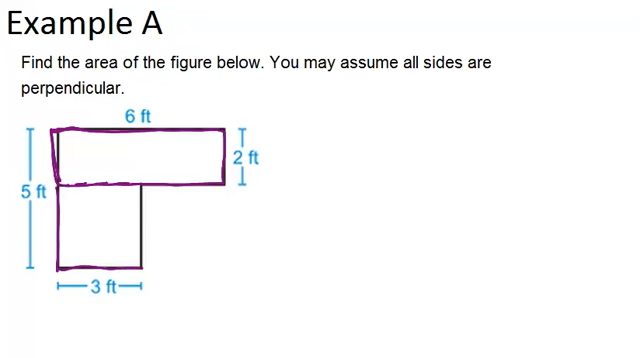 Example A
Find the area of the figure below. You may assume all sides are
perpendicular.
6 ft
2 ft
5 ft
3 ft